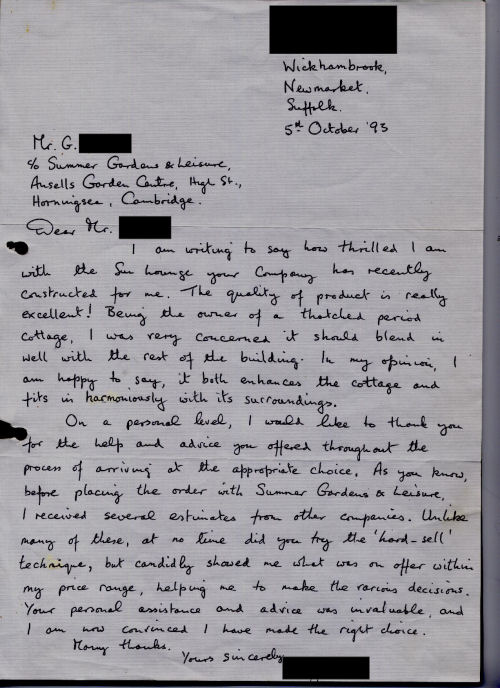 Wickhambrook,
Newmarket,
Suffolk.
5th October '93
Mr. G.
c/o Summer Gardens & Leisure,
Ansells Garden Centre, High St.,
Horningsea, Cambridge.
Dear Mr.
I am writing to say how thrilled I am
with the Sun Lounge your Company has recently
constructed for me. The quality of product is really
excellent! Being the owner of a thatched period
cottage, I was very concerned it should blend in
well with the rest of the building. In my opinion, I
am happy to say, it both enhances the cottage and
fits in harmoniously with its surroundings.
On a personal level, I would like to thank you
for the help and advice you offered throughout the
process of arriving at the appropriate choice. As you know,
before placing the order with Summer Gardens & Leisure,
I received several estimates from other companies. Unlike
many of these, at no time did you try the 'hard-sell'
technique, but candidly showed me what was on offer within
my price range, helping me to make the various decisions.
Your personal assistance and advice was invaluable, and
I am now convinced I have made the right choice.
Many thanks.
Yours sincerely